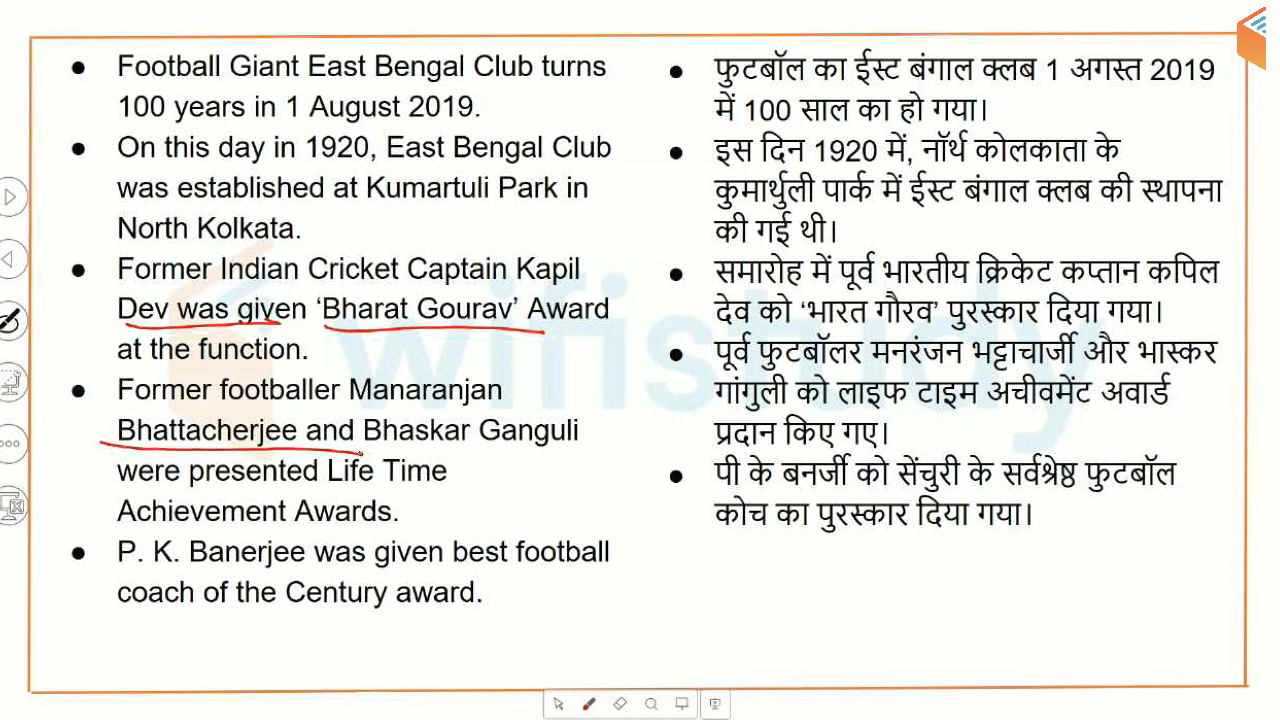 ● Football Giant East Bengal Club turns
100 years in 1 August 2019.
● On this day in 1920, East Bengal Club
was established at Kumartuli Park in
North Kolkata.
● Former Indian Cricket Captain Kapil
Dev was given ‘Bharat Gourav’ Award
at the function.
● Former footballer Manaranjan
Bhattacherjee and Bhaskar Ganguli
were presented Life Time
Achievement Awards.
● P. K. Banerjee was given best football
coach of the Century award.
● फुटबॉल का ईस्ट बंगाल क्लब 1 अगस्त 2019
में 100 साल का हो गया।
● इस दिन 1920 में, नॉर्थ कोलकाता के
कुमार्थुली पार्क में ईस्ट बंगाल क्लब की स्थापना
की गई थी।
● समारोह में पूर्व भारतीय क्रिकेट कप्तान कपिल
देव को ‘भारत गौरव’ पुरस्कार दिया गया।
● पूर्व फुटबॉलर मनरंजन भट्टाचार्जी और भास्कर
गांगुली को लाइफ टाइम अचीवमेंट अवार्ड
प्रदान किए गए।
● पी के बनर्जी को सेंचुरी के सर्वश्रेष्ठ फुटबॉल
कोच का पुरस्कार दिया गया।
wifistudy